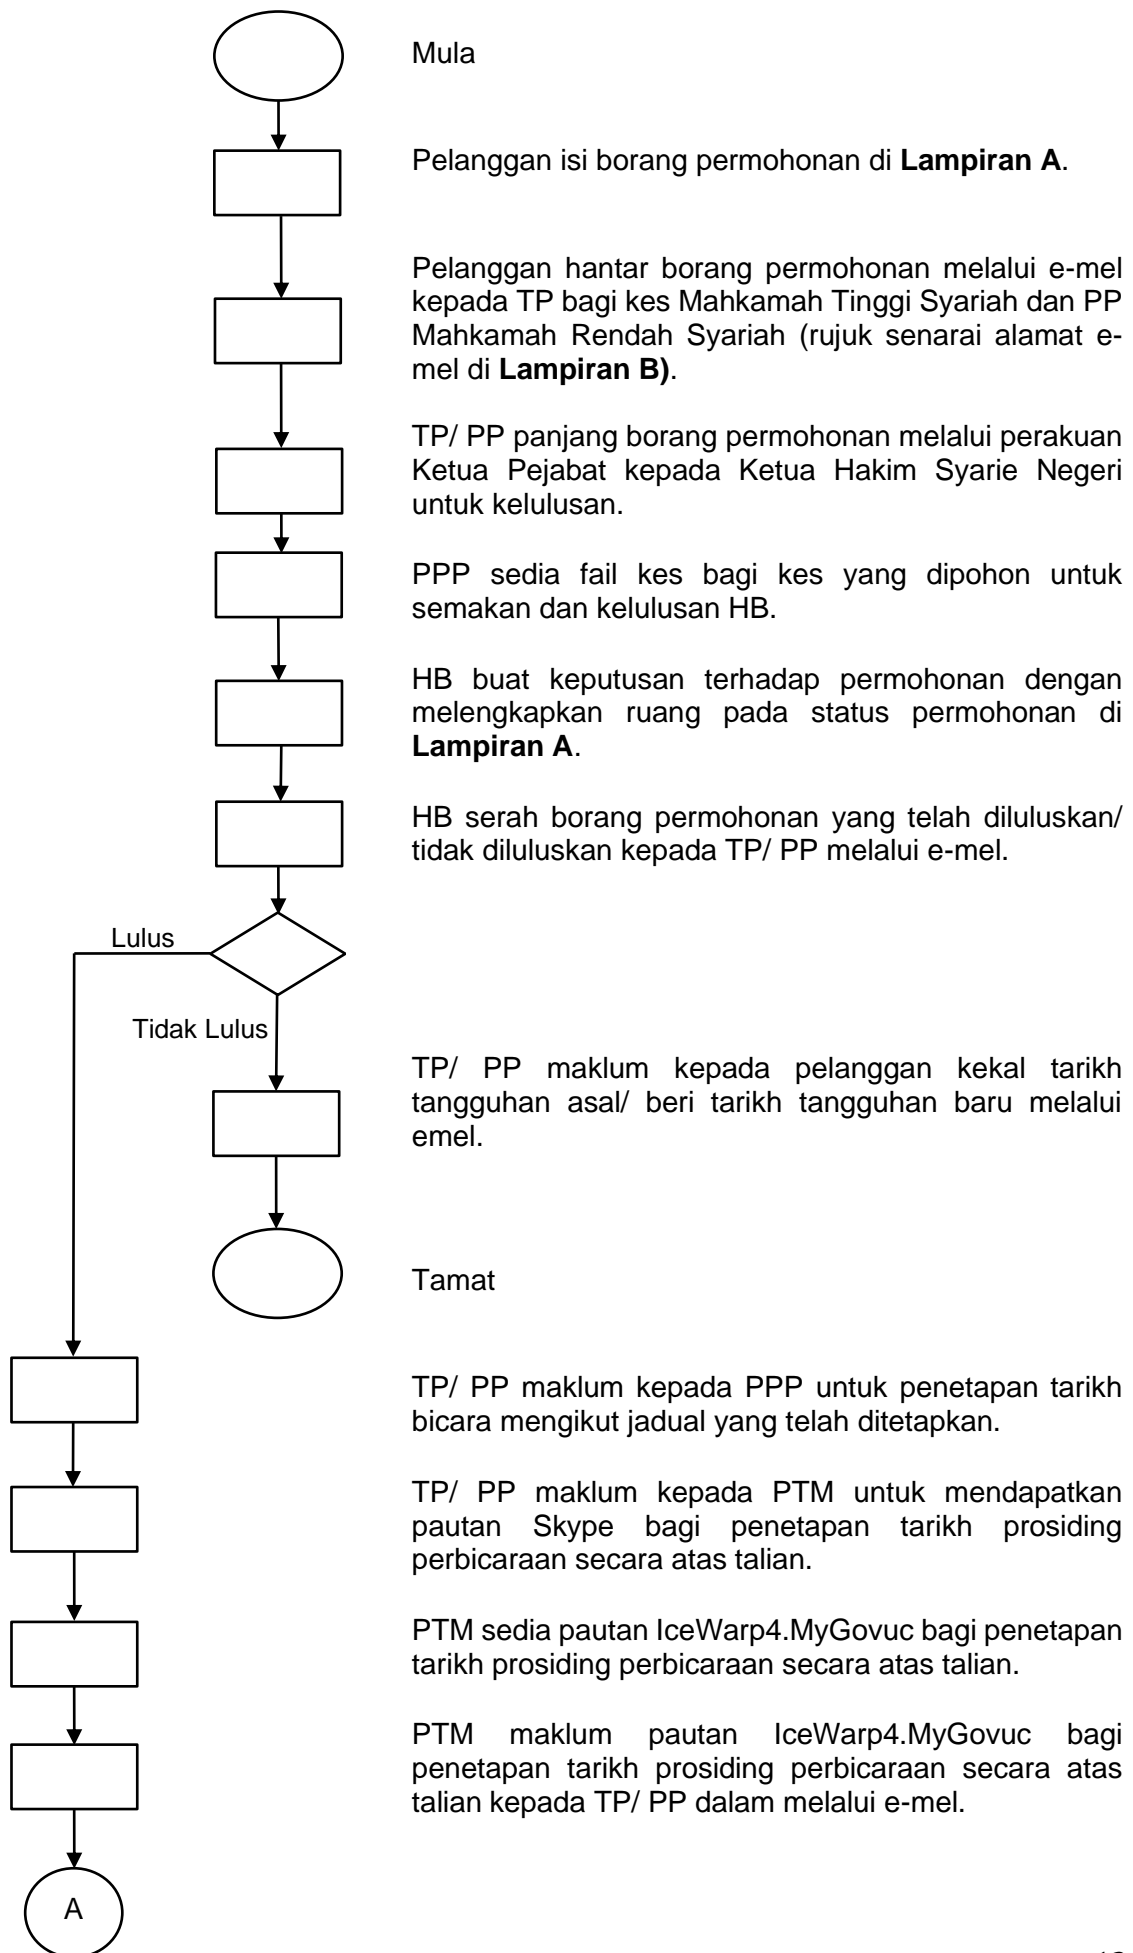 Mula
Pelanggan isi borang permohonan di Lampiran A.
Pelanggan hantar borang permohonan melalui e-mel
kepada TP bagi kes Mahkamah Tinggi Syariah dan PP
Mahkamah Rendah Syariah (rujuk senarai alamat e-
mel di Lampiran B).
TP/ PP panjang borang permohonan melalui perakuan
Ketua Pejabat kepada Ketua Hakim Syarie Negeri
untuk kelulusan.
PPP sedia fail kes bagi kes yang dipohon untuk
semakan dan kelulusan HB.
HB buat keputusan terhadap permohonan dengan
melengkapkan ruang pada status permohonan di
Lampiran A.
HB serah borang permohonan yang telah diluluskan/
tidak diluluskan kepada TP/ PP melalui e-mel.
Lulus
Tidak Lulus
TP/ PP maklum kepada pelanggan kekal tarikh
tangguhan asal/ beri tarikh tangguhan baru melalui
emel.
Tamat
TP/ PP maklum kepada PPP untuk penetapan tarikh
bicara mengikut jadual yang telah ditetapkan.
TP/ PP maklum kepada PTM untuk mendapatkan
pautan Skype bagi penetapan tarikh prosiding
perbicaraan secara atas talian.
PTM sedia pautan IceWarp4.MyGovuc bagi penetapan
tarikh prosiding perbicaraan secara atas talian.
PTM maklum pautan IceWarp4.MyGovuc bagi
penetapan tarikh prosiding perbicaraan secara atas
talian kepada TP/ PP dalam melalui e-mel.
A